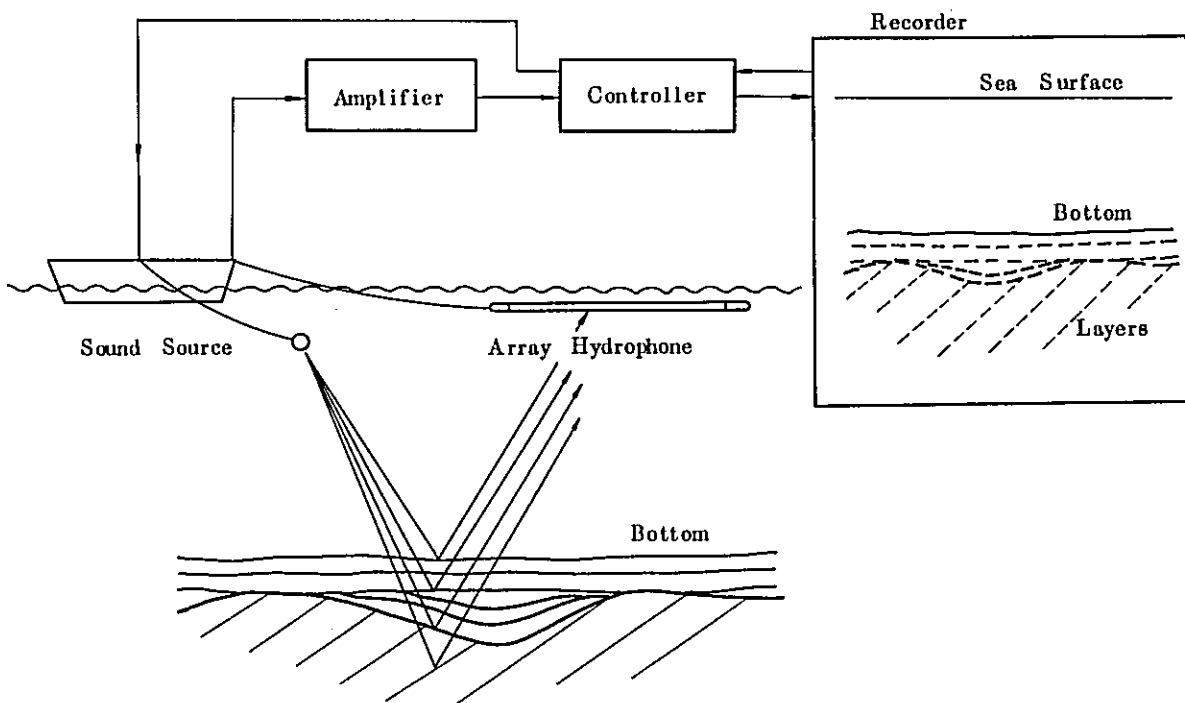 Recorder
Amplifier
Controller
Sea Surface
Bottom
Layers
Sound Source
Array Hydrophone
Bottom